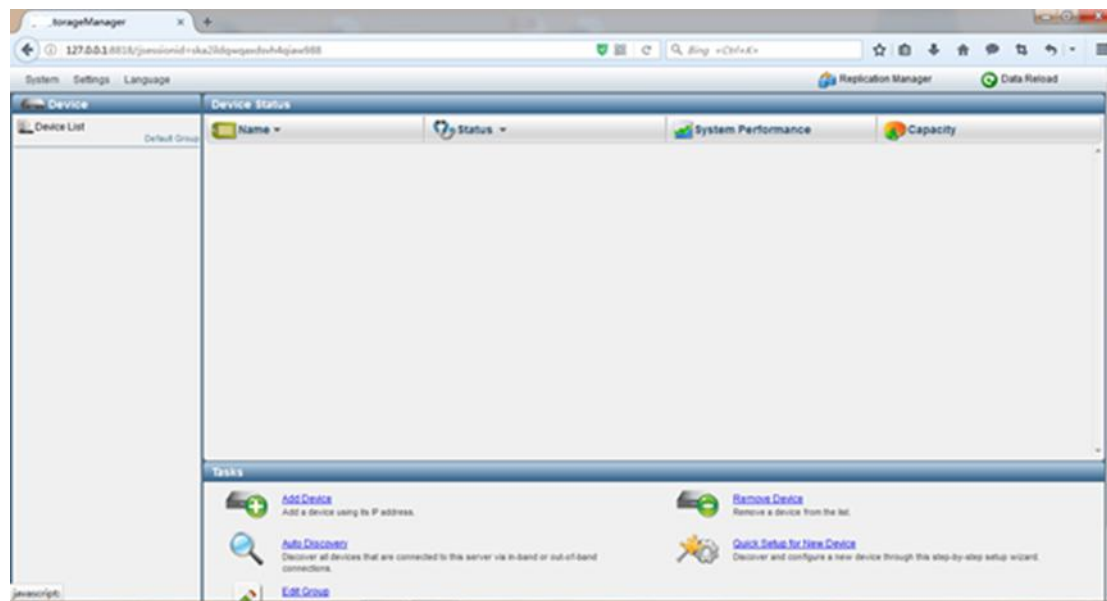 torageManager
127.0.0.1:8818/
Bing <Ctrl+K>
System Settings Language
Replication Manager Data Reload
Device
Device Status
Device List
Default Group
Name Status System Performance Capacity
Tasks
Add Device
Add a device using its IP address.
Remove Device
Remove a device from the list.
Auto Discovery
Discover all devices that are connected to this server via in-band or out-of-band
connections.
Quick Setup for New Device
Discover and configure a new device through this step-by-step setup wizard.
Edit Group
javascript: